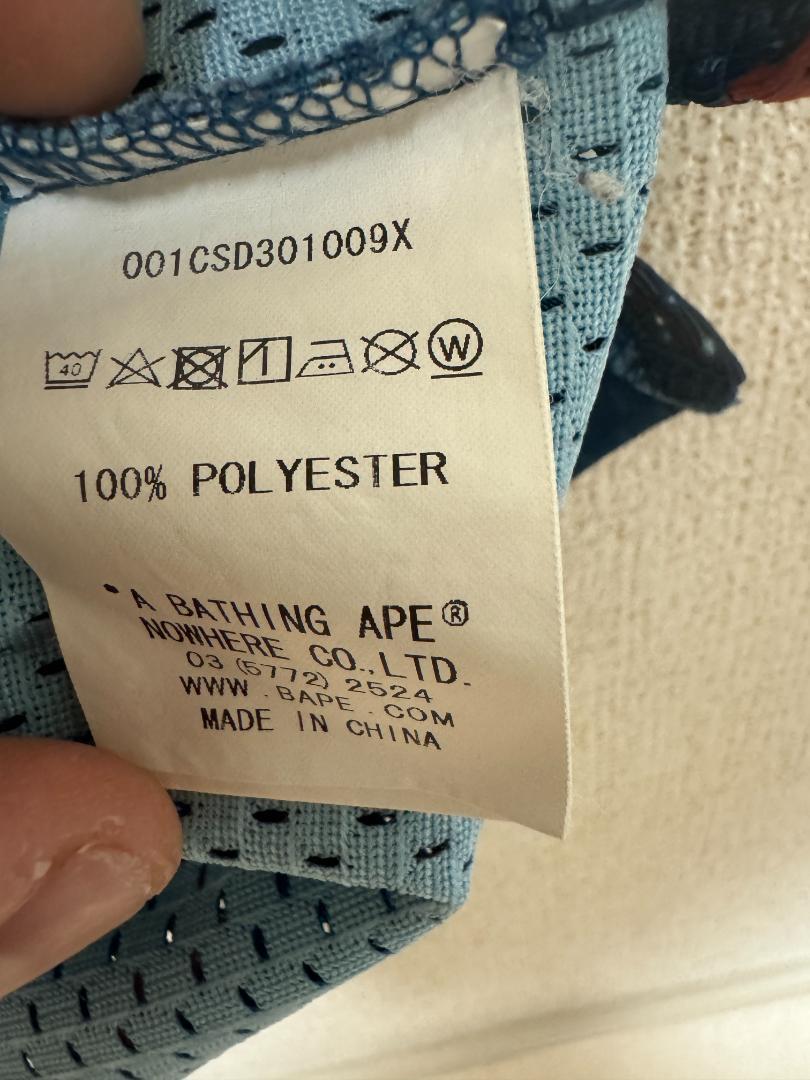 001CSD301009X
40 W
100% POLYESTER
A BATHING APE®
NOWHERE CO.,LTD.
03 (5772) 2524
WWW.BAPE.COM
MADE IN CHINA